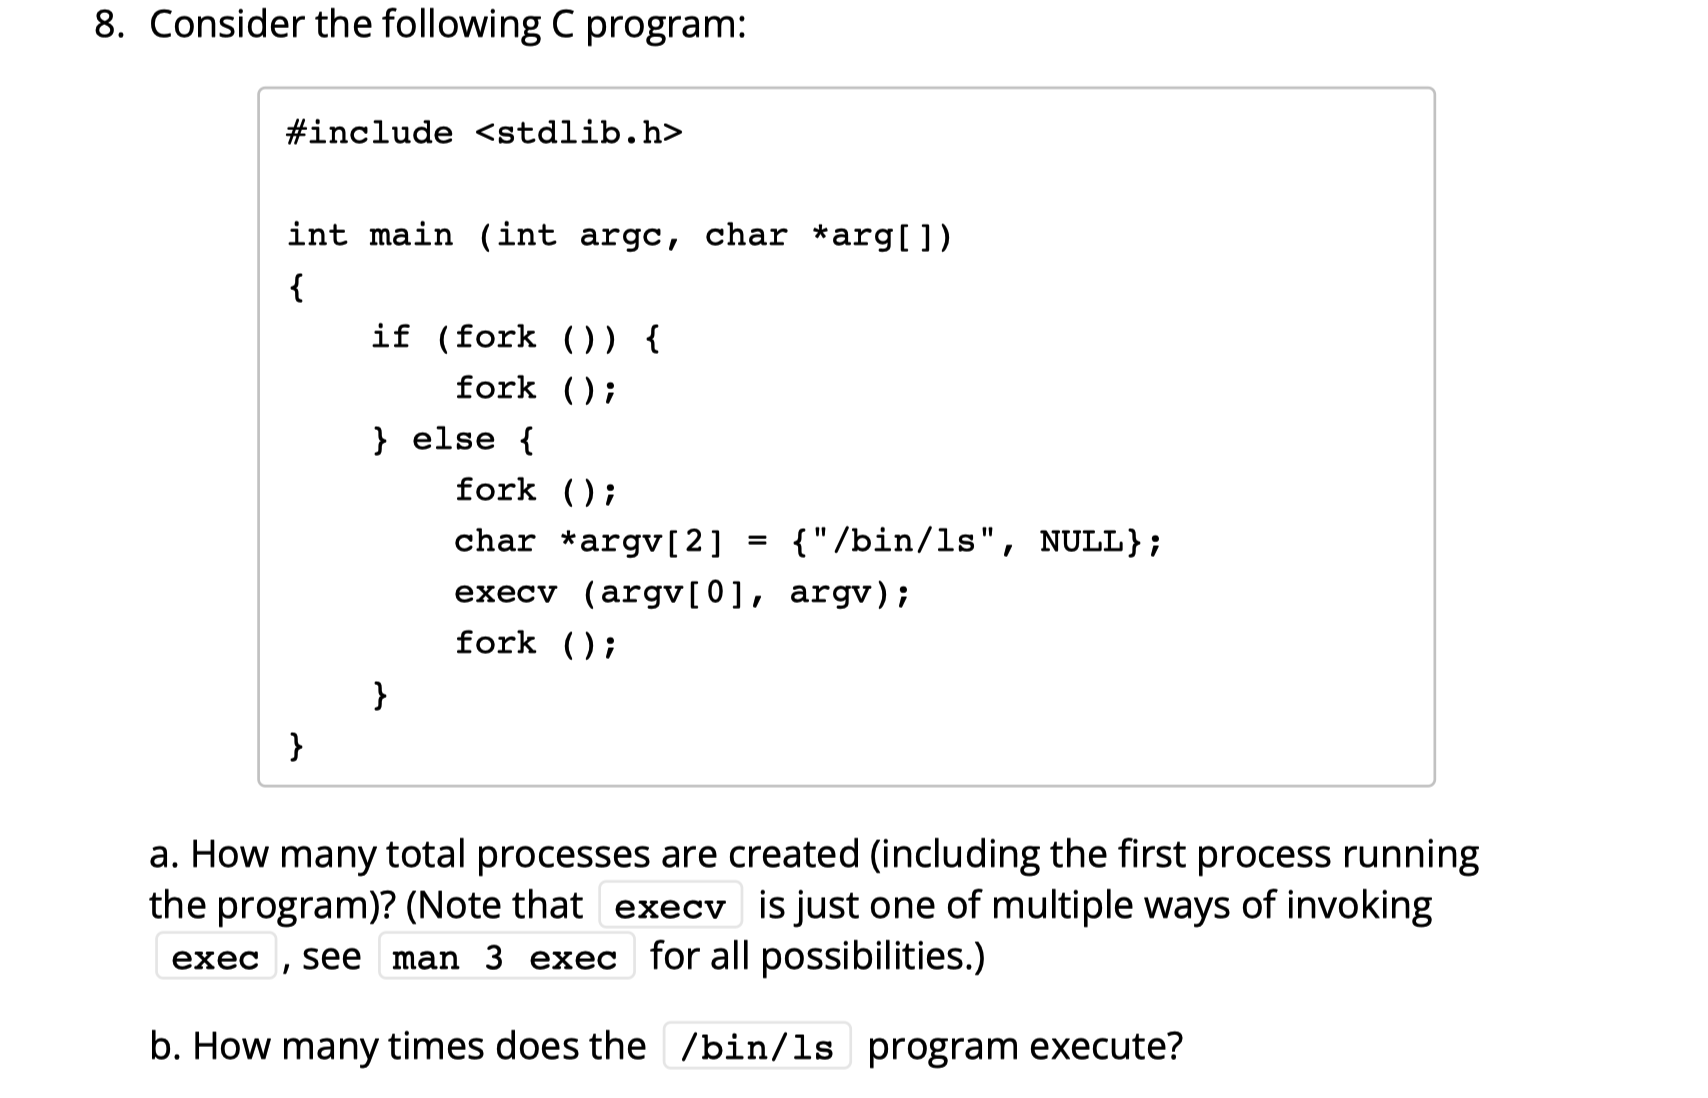 8. Consider the following C program:
#include <stdlib.h>
int main (int argc, char *arg[])
{
if (fork ()) {
fork ();
} else {
fork ();
char *argv[2] = {"/bin/ls", NULL};
execv (argv[0], argv);
fork ();
}
}
a. How many total processes are created (including the first process running
the program)? (Note that execv is just one of multiple ways of invoking
exec , see man 3 exec for all possibilities.)
b. How many times does the /bin/ls program execute?